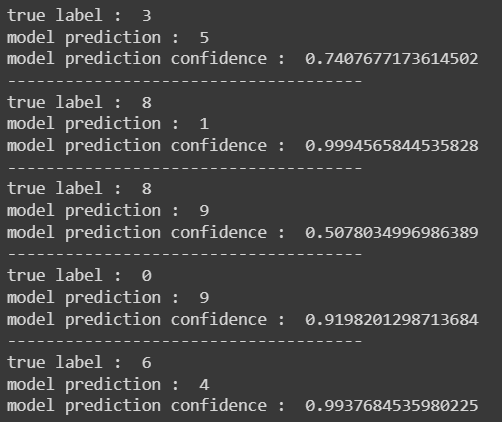 true label :  3
model prediction :  5
model prediction confidence :  0.7407677173614502
-------------------------------------
true label :  8
model prediction :  1
model prediction confidence :  0.9994565844535828
-------------------------------------
true label :  8
model prediction :  9
model prediction confidence :  0.5078034996986389
-------------------------------------
true label :  0
model prediction :  9
model prediction confidence :  0.9198201298713684
-------------------------------------
true label :  6
model prediction :  4
model prediction confidence :  0.9937684535980225